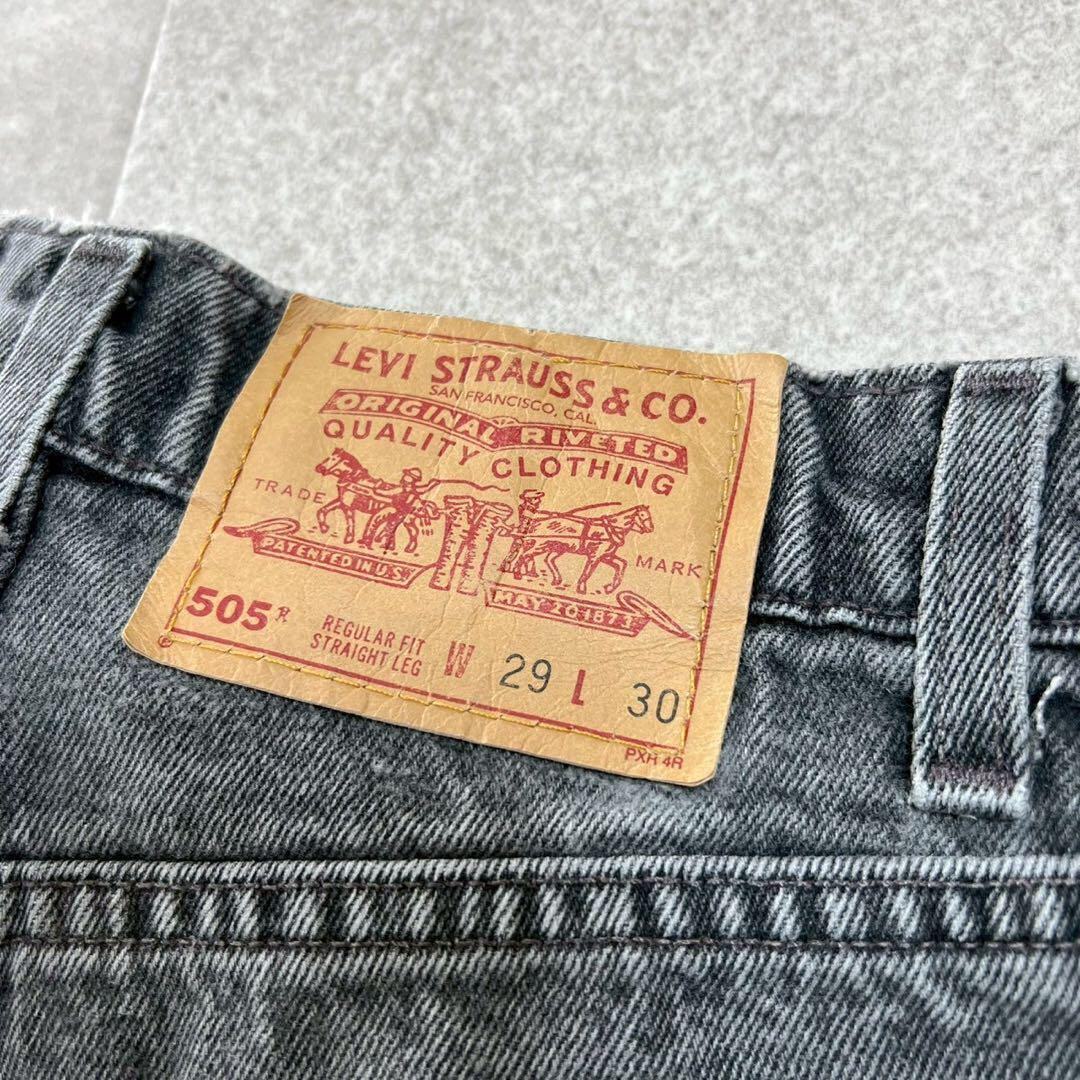 LEVI STRAUSS & CO.
SAN FRANCISCO, CAL.
ORIGINAL RIVETED
QUALITY CLOTHING
TRADE MARK
PATENTED IN U.S.
MAY 20 1873
505®
REGULAR FIT
STRAIGHT LEG
W 29 L 30
PXR 4R